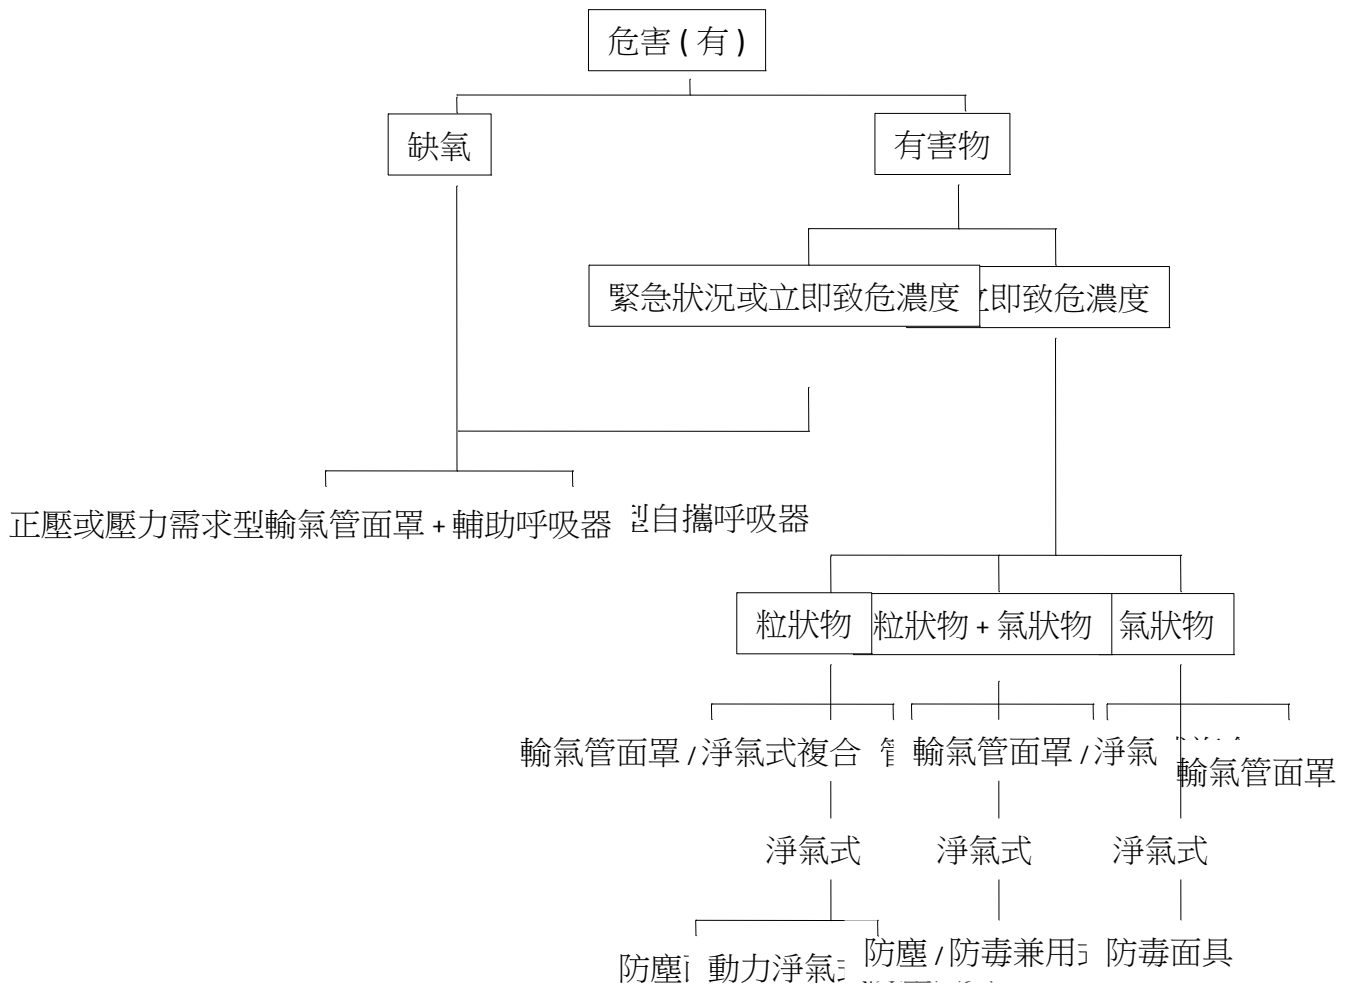 危害 ( 有 )
缺氧
有害物
緊急狀況或立即致危濃度
即致危濃度
正壓或壓力需求型輸氣管面罩 + 輔助呼吸器
自攜呼吸器
粒狀物
粒狀物 + 氣狀物
氣狀物
輸氣管面罩 / 淨氣式複合
輸氣管面罩 / 淨氣
輸氣管面罩
淨氣式
淨氣式
淨氣式
防塵
動力淨氣
防塵 / 防毒兼用
防毒面具